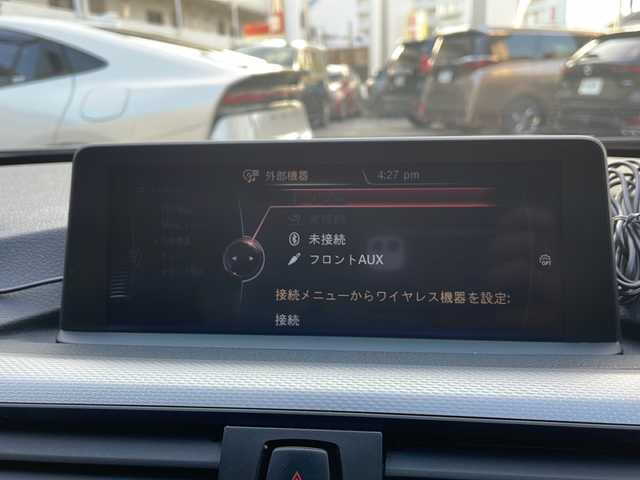 外部機器
4:27 pm
未接続
フロントAUX
接続メニューからワイヤレス機器を設定:
接続